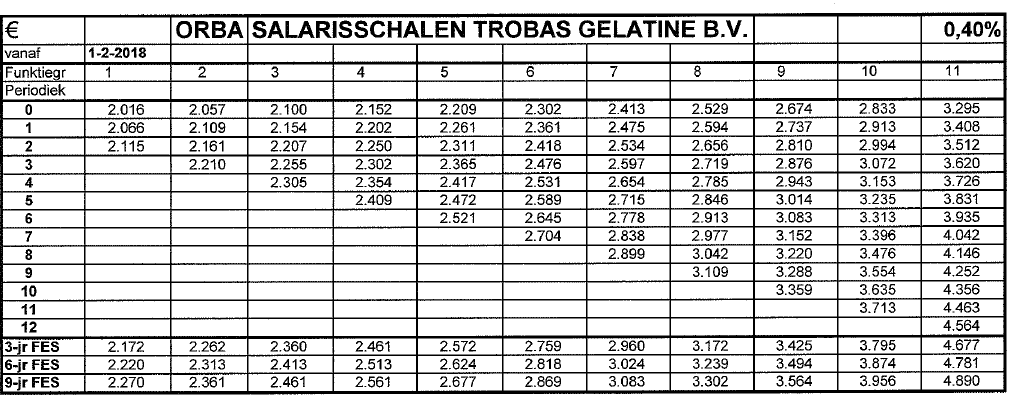 € ORBA SALARISSCHALEN TROBAS GELATINE B.V. 0,40%
vanaf 1-2-2018
Funktiegr 1 2 3 4 5 6 7 8 9 10 11
Periodiek
0 2.016 2.057 2.100 2.152 2.209 2.302 2.413 2.529 2.674 2.833 3.295
1 2.066 2.109 2.154 2.202 2.261 2.361 2.475 2.594 2.737 2.913 3.408
2 2.115 2.161 2.207 2.250 2.311 2.418 2.534 2.656 2.810 2.994 3.512
3 2.210 2.255 2.302 2.365 2.476 2.597 2.719 2.876 3.072 3.620
4 2.305 2.354 2.417 2.531 2.654 2.785 2.943 3.153 3.726
5 2.409 2.472 2.589 2.715 2.846 3.014 3.235 3.831
6 2.521 2.645 2.778 2.913 3.083 3.313 3.935
7 2.704 2.838 2.977 3.152 3.396 4.042
8 2.899 3.042 3.220 3.476 4.146
9 3.109 3.288 3.554 4.252
10 3.359 3.635 4.356
11 3.713 4.463
12 4.564
3-jr FES 2.172 2.262 2.360 2.461 2.572 2.759 2.960 3.172 3.425 3.795 4.677
6-jr FES 2.220 2.313 2.413 2.513 2.624 2.818 3.024 3.239 3.494 3.874 4.781
9-jr FES 2.270 2.361 2.461 2.561 2.677 2.869 3.083 3.302 3.564 3.956 4.890